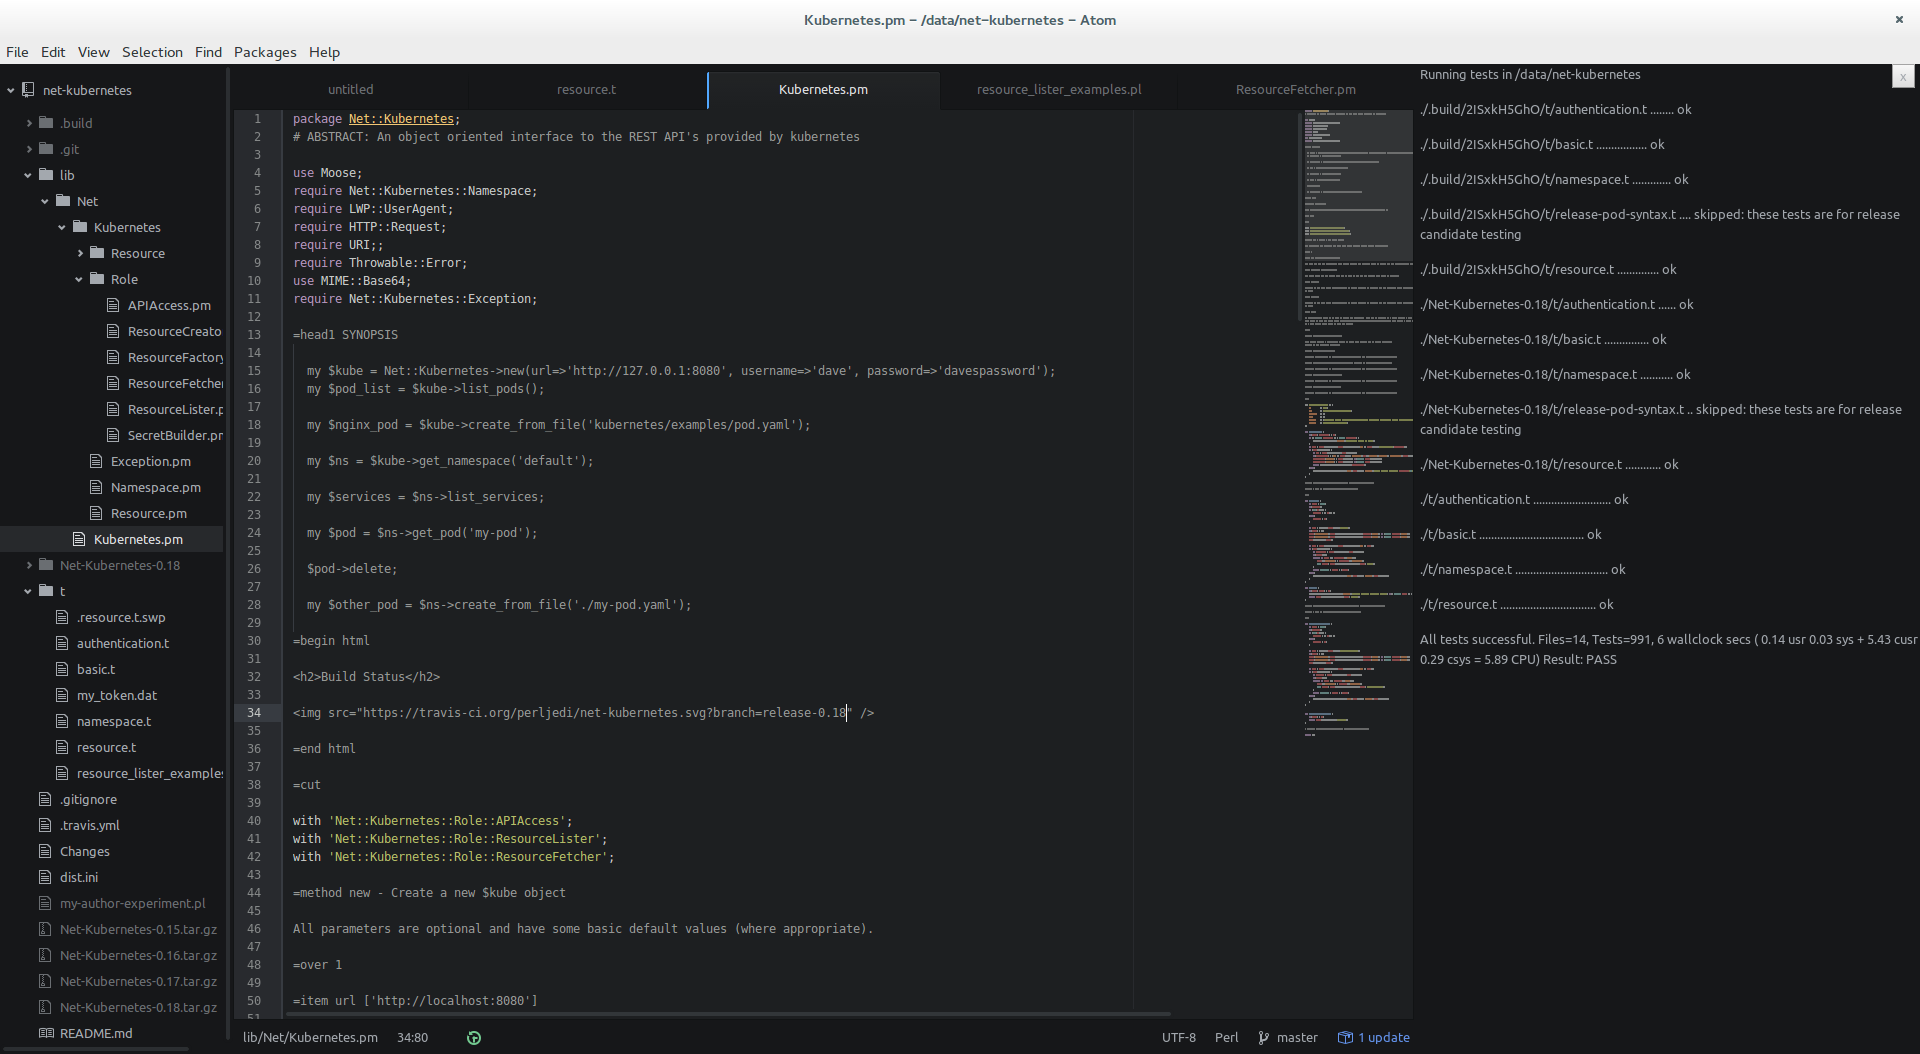 Kubernetes.pm – /data/net-kubernetes – Atom
File Edit View Selection Find Packages Help
net-kubernetes
.build
.git
lib
Net
Kubernetes
Resource
Role
APIAccess.pm
ResourceCreato
ResourceFactory
ResourceFetcher
ResourceLister.p
SecretBuilder.pr
Exception.pm
Namespace.pm
Resource.pm
Kubernetes.pm
Net-Kubernetes-0.18
t
.resource.t.swp
authentication.t
basic.t
my_token.dat
namespace.t
resource.t
resource_lister_examples
.gitignore
.travis.yml
Changes
dist.ini
my-author-experiment.pl
Net-Kubernetes-0.15.tar.gz
Net-Kubernetes-0.16.tar.gz
Net-Kubernetes-0.17.tar.gz
Net-Kubernetes-0.18.tar.gz
README.md
untitled resource.t Kubernetes.pm resource_lister_examples.pl ResourceFetcher.pm
1 package Net::Kubernetes;
2 # ABSTRACT: An object oriented interface to the REST API's provided by kubernetes
3
4 use Moose;
5 require Net::Kubernetes::Namespace;
6 require LWP::UserAgent;
7 require HTTP::Request;
8 require URI;;
9 require Throwable::Error;
10 use MIME::Base64;
11 require Net::Kubernetes::Exception;
12
13 =head1 SYNOPSIS
14
15 my $kube = Net::Kubernetes->new(url=>'http://127.0.0.1:8080', username=>'dave', password=>'davespassword');
16 my $pod_list = $kube->list_pods();
17
18 my $nginx_pod = $kube->create_from_file('kubernetes/examples/pod.yaml');
19
20 my $ns = $kube->get_namespace('default');
21
22 my $services = $ns->list_services;
23
24 my $pod = $ns->get_pod('my-pod');
25
26 $pod->delete;
27
28 my $other_pod = $ns->create_from_file('./my-pod.yaml');
29
30 =begin html
31
32 <h2>Build Status</h2>
33
34 <img src="https://travis-ci.org/perljedi/net-kubernetes.svg?branch=release-0.18" />
35
36 =end html
37
38 =cut
39
40 with 'Net::Kubernetes::Role::APIAccess';
41 with 'Net::Kubernetes::Role::ResourceLister';
42 with 'Net::Kubernetes::Role::ResourceFetcher';
43
44 =method new - Create a new $kube object
45
46 All parameters are optional and have some basic default values (where appropriate).
47
48 =over 1
49
50 =item url ['http://localhost:8080']
51
lib/Net/Kubernetes.pm 34:80 UTF-8 Perl master 1 update
Running tests in /data/net-kubernetes
x
./.build/2ISxkH5GhO/t/authentication.t ........ ok
./.build/2ISxkH5GhO/t/basic.t ................. ok
./.build/2ISxkH5GhO/t/namespace.t ............. ok
./.build/2ISxkH5GhO/t/release-pod-syntax.t .... skipped: these tests are for release
candidate testing
./.build/2ISxkH5GhO/t/resource.t .............. ok
./Net-Kubernetes-0.18/t/authentication.t ...... ok
./Net-Kubernetes-0.18/t/basic.t ............... ok
./Net-Kubernetes-0.18/t/namespace.t ........... ok
./Net-Kubernetes-0.18/t/release-pod-syntax.t .. skipped: these tests are for release
candidate testing
./Net-Kubernetes-0.18/t/resource.t ............ ok
./t/authentication.t .......................... ok
./t/basic.t ................................... ok
./t/namespace.t ............................... ok
./t/resource.t ................................ ok
All tests successful. Files=14, Tests=991, 6 wallclock secs ( 0.14 usr 0.03 sys + 5.43 cusr
0.29 csys = 5.89 CPU) Result: PASS